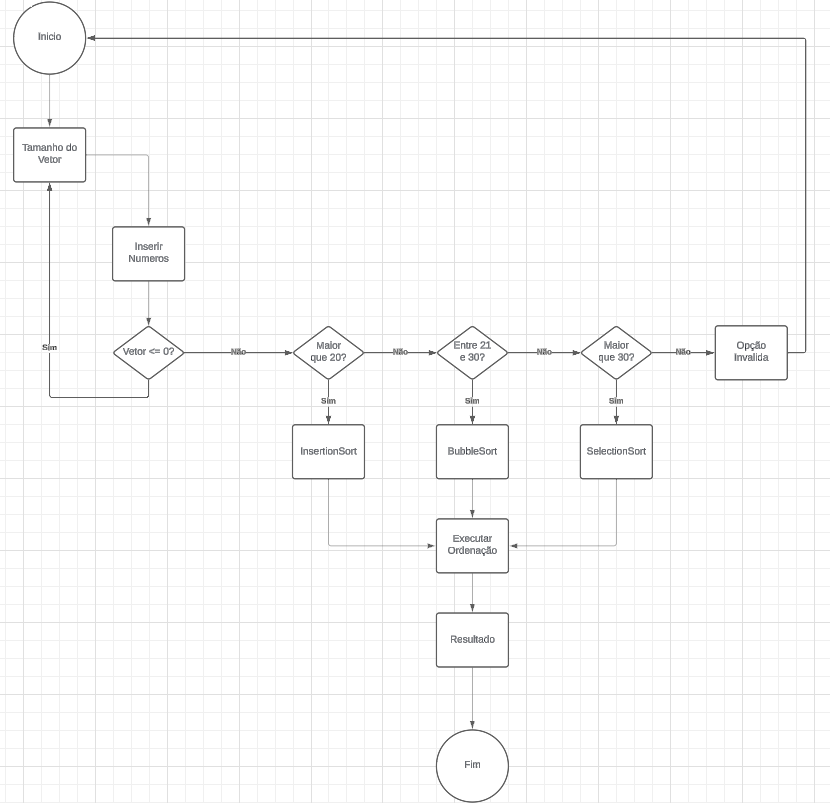 Inicio
Tamanho do
Vetor
Inserir
Numeros
Vetor <= 0?
Sim
Não
Maior
que 20?
Não
Entre 21
e 30?
Não
Maior
que 30?
Não
Opção
Invalida
Sim
Sim
Sim
InsertionSort
BubbleSort
SelectionSort
Executar
Ordenação
Resultado
Fim